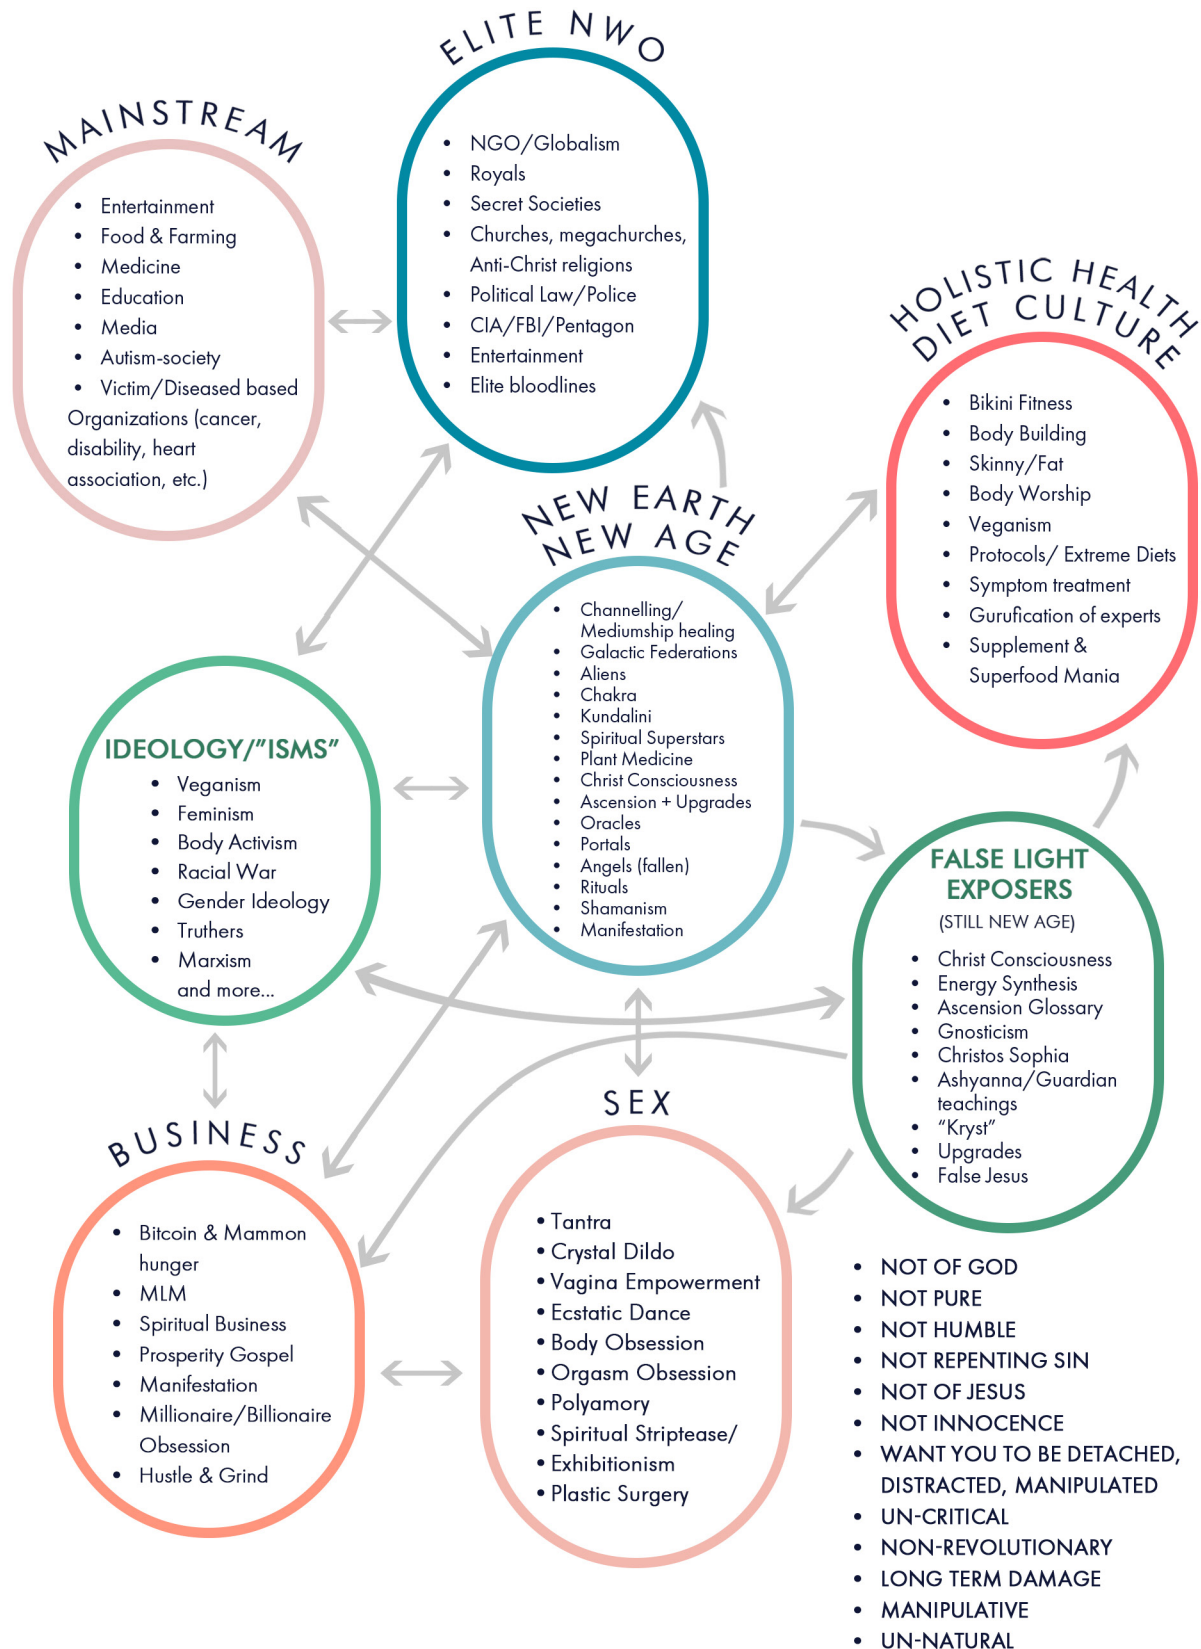 ELITE NWO
• NGO/Globalism
• Royals
• Secret Societies
• Churches, megachurches,
Anti-Christ religions
• Political Law/Police
• CIA/FBI/Pentagon
• Entertainment
• Elite bloodlines
MAINSTREAM
• Entertainment
• Food & Farming
• Medicine
• Education
• Media
• Autism-society
• Victim/Diseased based
Organizations (cancer,
disability, heart
association, etc.)
HOLISTIC HEALTH
DIET CULTURE
• Bikini Fitness
• Body Building
• Skinny/Fat
• Body Worship
• Veganism
• Protocols/ Extreme Diets
• Symptom treatment
• Gurufication of experts
• Supplement &
Superfood Mania
NEW EARTH
NEW AGE
• Channelling/
Mediumship healing
• Galactic Federations
• Aliens
• Chakra
• Kundalini
• Spiritual Superstars
• Plant Medicine
• Christ Consciousness
• Ascension + Upgrades
• Oracles
• Portals
• Angels (fallen)
• Rituals
• Shamanism
• Manifestation
IDEOLOGY/"ISMS"
• Veganism
• Feminism
• Body Activism
• Racial War
• Gender Ideology
• Truthers
• Marxism
and more...
FALSE LIGHT
EXPOSERS
(STILL NEW AGE)
• Christ Consciousness
• Energy Synthesis
• Ascension Glossary
• Gnosticism
• Christos Sophia
• Ashyanna/Guardian
teachings
• "Kryst"
• Upgrades
• False Jesus
BUSINESS
• Bitcoin & Mammon
hunger
• MLM
• Spiritual Business
• Prosperity Gospel
• Manifestation
• Millionaire/Billionaire
Obsession
• Hustle & Grind
SEX
• Tantra
• Crystal Dildo
• Vagina Empowerment
• Ecstatic Dance
• Body Obsession
• Orgasm Obsession
• Polyamory
• Spiritual Striptease/
• Exhibitionism
• Plastic Surgery
• NOT OF GOD
• NOT PURE
• NOT HUMBLE
• NOT REPENTING SIN
• NOT OF JESUS
• NOT INNOCENCE
• WANT YOU TO BE DETACHED,
DISTRACTED, MANIPULATED
• UN-CRITICAL
• NON-REVOLUTIONARY
• LONG TERM DAMAGE
• MANIPULATIVE
• UN-NATURAL